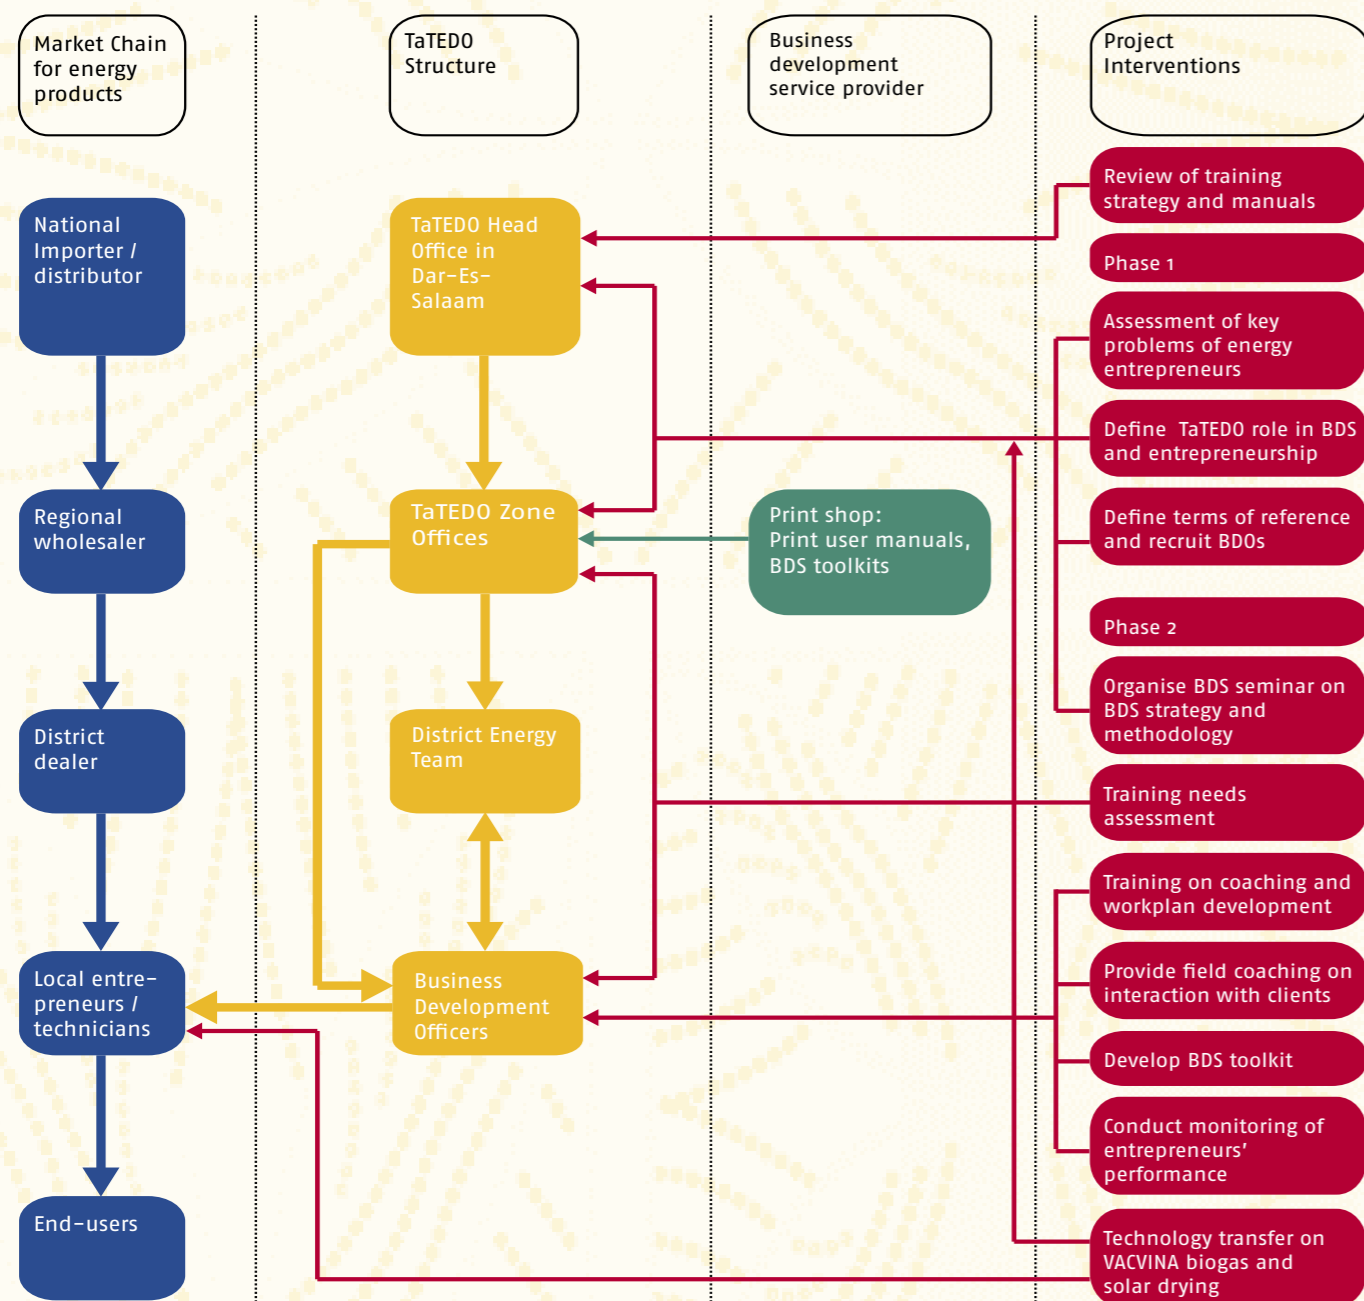 Market Chain
for energy
products
TaTEDO
Structure
Business
development
service provider
Project
Interventions
National
Importer /
distributor
Regional
wholesaler
District
dealer
Local entre-
preneurs /
technicians
End-users
TaTEDO Head
Office in
Dar-Es-
Salaam
TaTEDO Zone
Offices
District Energy
Team
Business
Development
Officers
Print shop:
Print user manuals,
BDS toolkits
Review of training
strategy and manuals
Phase 1
Assessment of key
problems of energy
entrepreneurs
Define TaTEDO role in BDS
and entrepreneurship
Define terms of reference
and recruit BDOs
Phase 2
Organise BDS seminar on
BDS strategy and
methodology
Training needs
assessment
Training on coaching and
workplan development
Provide field coaching on
interaction with clients
Develop BDS toolkit
Conduct monitoring of
entrepreneurs'
performance
Technology transfer on
VACVINA biogas and
solar drying